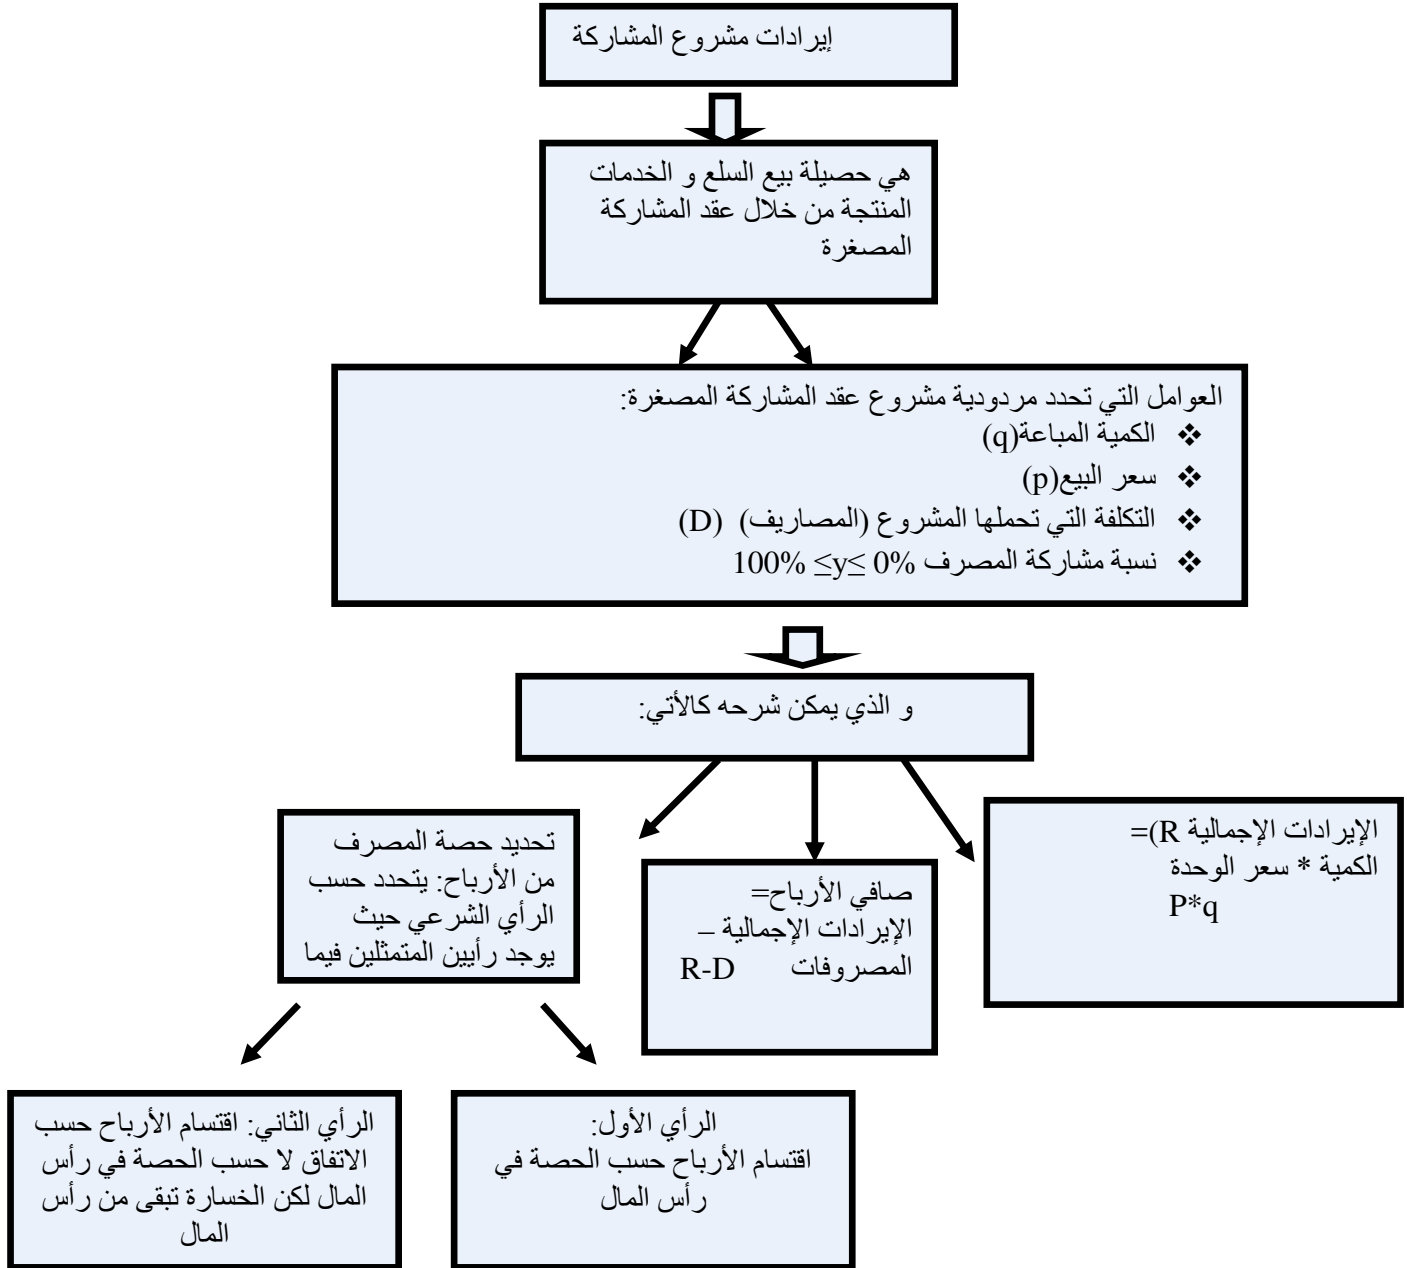 إيرادات مشروع المشاركة
هي حصيلة بيع السلع و الخدمات
المنتجة من خلال عقد المشاركة
المصغرة
العوامل التي تحدد مردودية مشروع عقد المشاركة المصغرة:
❖ الكمية المباعة(q)
❖ سعر البيع(p)
❖ التكلفة التي تحملها المشروع (المصاريف) (D)
❖ نسبة مشاركة المصرف 0% ≤y≤ 100%
و الذي يمكن شرحه كالأتي:
الإيرادات الإجمالية R)=
الكمية * سعر الوحدة
P*q
صافي الأرباح=
الإيرادات الإجمالية –
المصروفات R-D
تحديد حصة المصرف
من الأرباح: يتحدد حسب
الرأي الشرعي حيث
يوجد رأيين المتمثلين فيما
الرأي الأول:
اقتسام الأرباح حسب الحصة في
رأس المال
الرأي الثاني: اقتسام الأرباح حسب
الاتفاق لا حسب الحصة في رأس
المال لكن الخسارة تبقى من رأس
المال